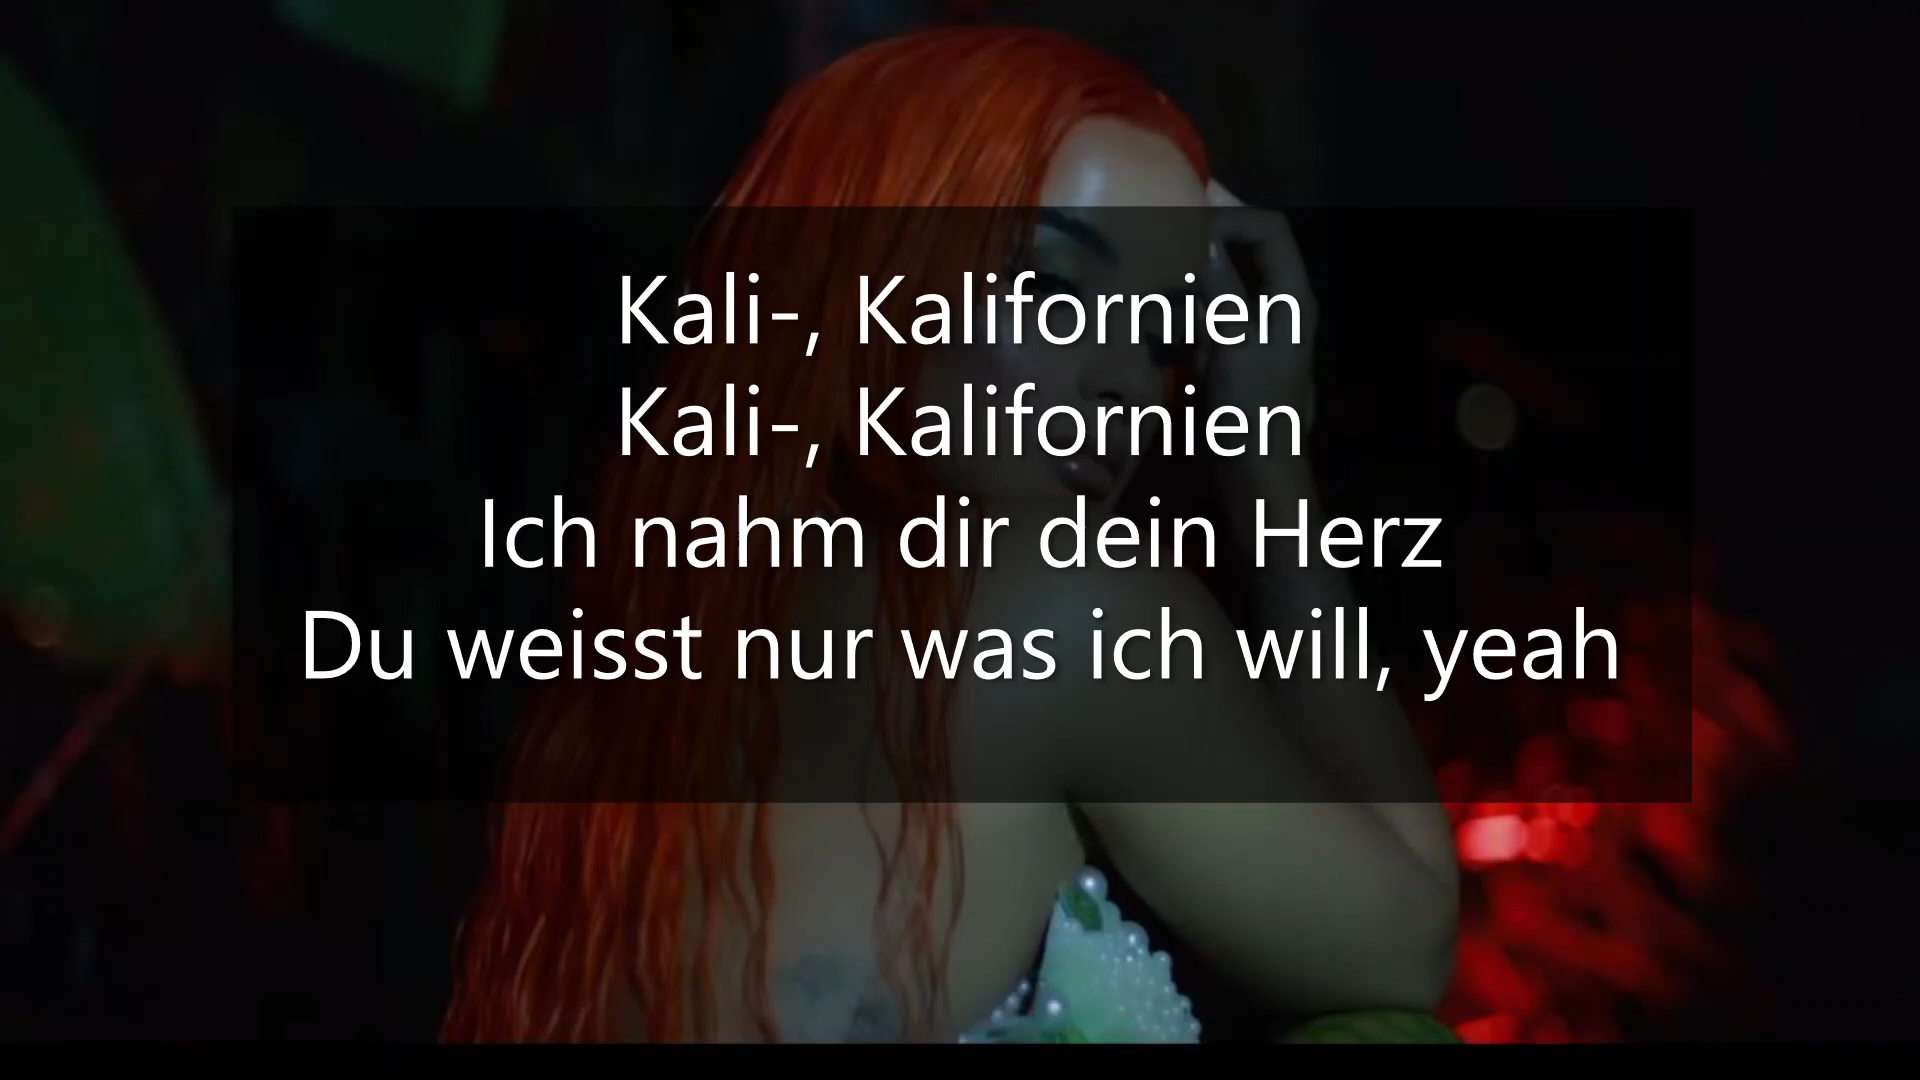 Kali-, Kalifornien
Kali-, Kalifornien
Ich nahm dir dein Herz
Du weisst nur was ich will, yeah